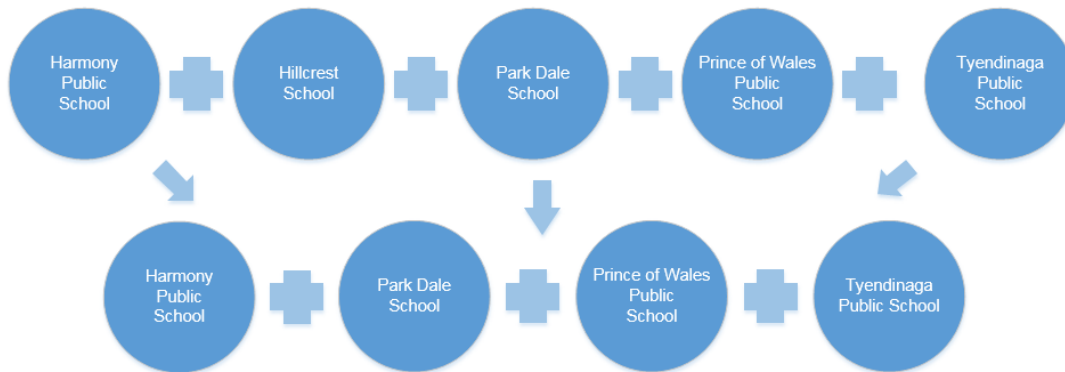 Harmony
Public
School
Hillcrest
School
Park Dale
School
Prince of Wales
Public
School
Tyendinaga
Public
School
Harmony
Public
School
Park Dale
School
Prince of Wales
Public
School
Tyendinaga
Public School